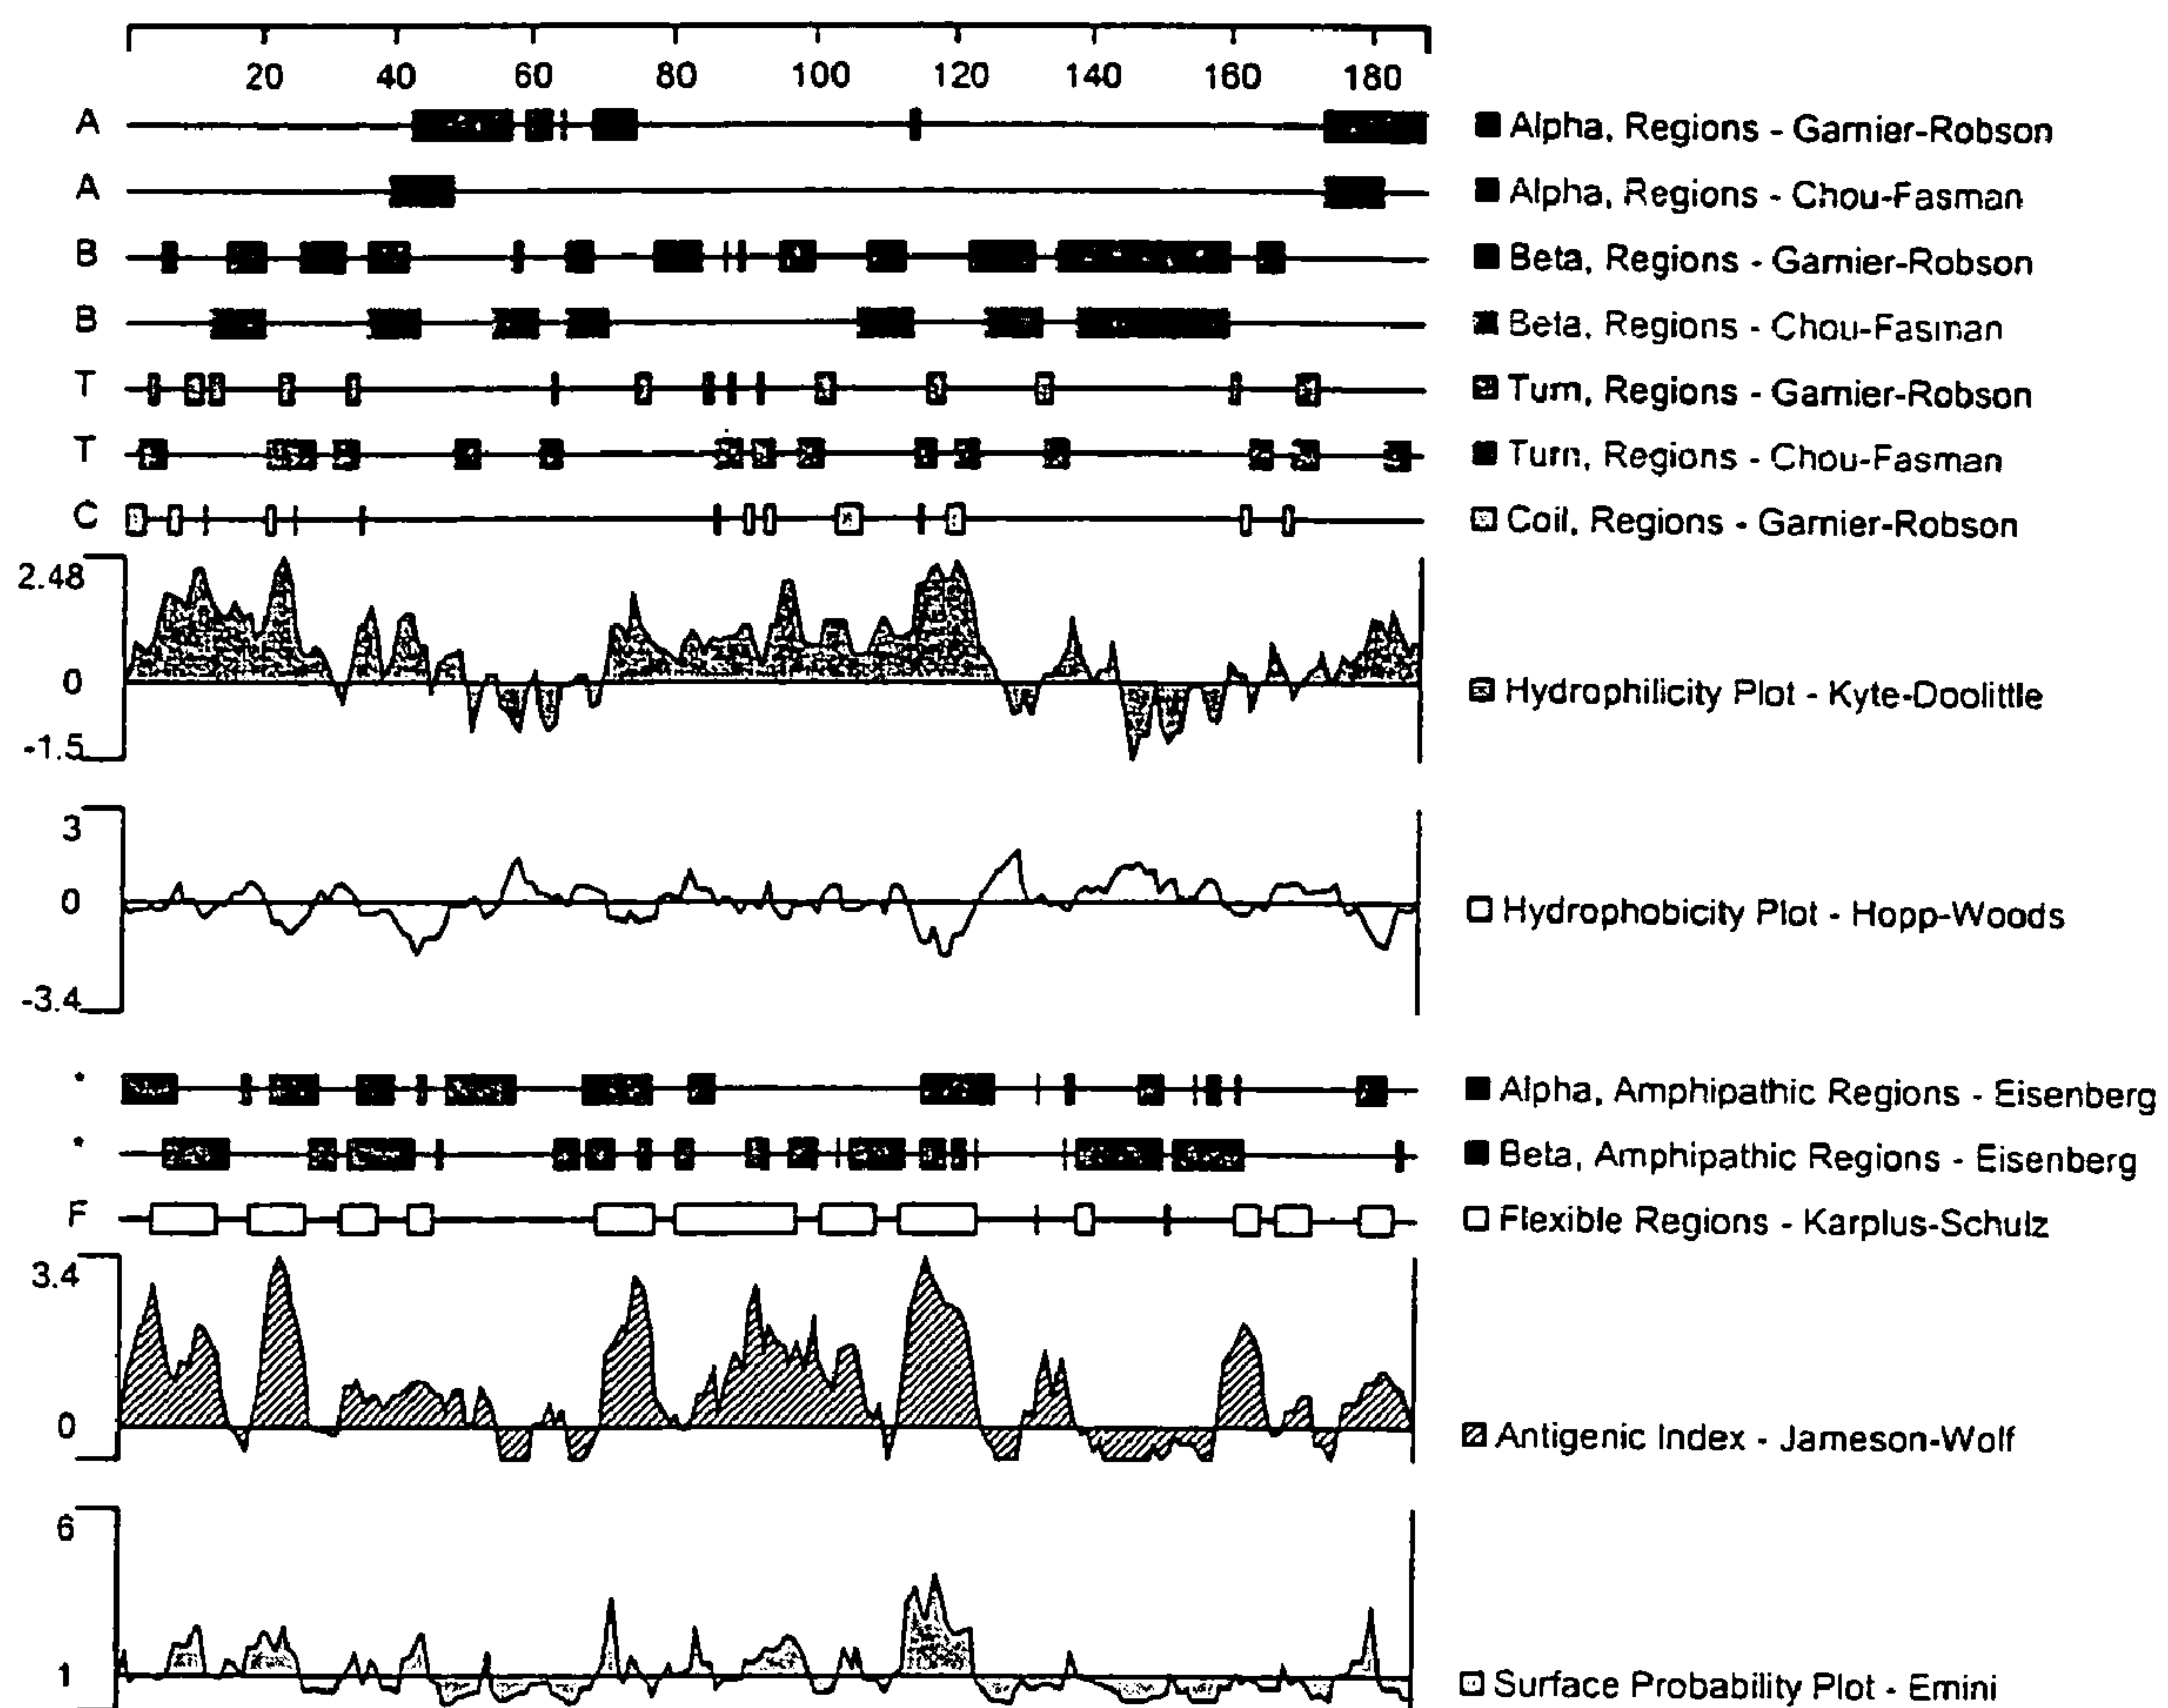 20 40 60 80 100 120 140 160 180
A Alpha, Regions - Garnier-Robson
A Alpha, Regions - Chou-Fasman
B Beta, Regions - Garnier-Robson
B Beta, Regions - Chou-Fasman
T Turn, Regions - Garnier-Robson
T Turn, Regions - Chou-Fasman
C Coil, Regions - Garnier-Robson
2.48
0
Hydrophilicity Plot - Kyte-Doolittle
-1.5
3
0
Hydrophobicity Plot - Hopp-Woods
-3.4
* Alpha, Amphipathic Regions - Eisenberg
* Beta, Amphipathic Regions - Eisenberg
F Flexible Regions - Karplus-Schulz
3.4
0
Antigenic Index - Jameson-Wolf
6
1
Surface Probability Plot - Emini